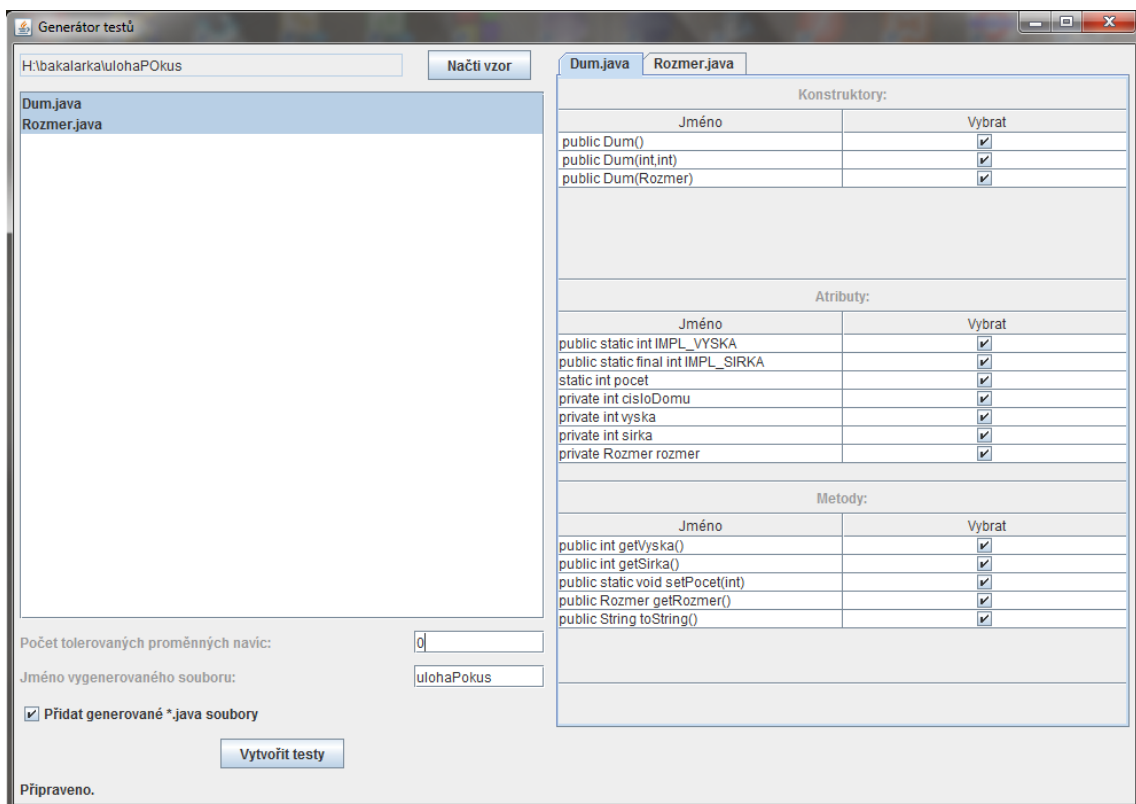 Generátor testů
H:\bakalarka\ulohaPOkus
Načti vzor
Dum.java
Rozmer.java
Počet tolerovaných proměnných navíc:
0
Jméno vygenerovaného souboru:
ulohaPokus
Přidat generované *.java soubory
Vytvořit testy
Připraveno.
Dum.java Rozmer.java
Konstruktory:
Jméno Vybrat
public Dum()
public Dum(int,int)
public Dum(Rozmer)
Atributy:
Jméno Vybrat
public static int IMPL_VYSKA
public static final int IMPL_SIRKA
static int pocet
private int cisloDomu
private int vyska
private int sirka
private Rozmer rozmer
Metody:
Jméno Vybrat
public int getVyska()
public int getSirka()
public static void setPocet(int)
public Rozmer getRozmer()
public String toString()